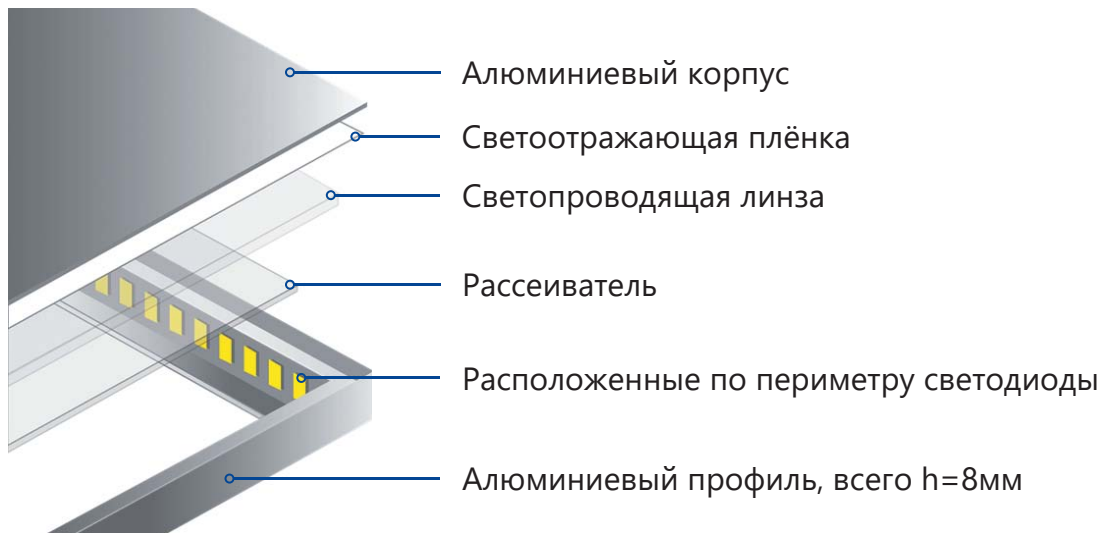 Алюминиевый корпус
Светоотражающая плёнка
Светопроводящая линза
Рассеиватель
Расположенные по периметру светодиоды
Алюминиевый профиль, всего h=8мм